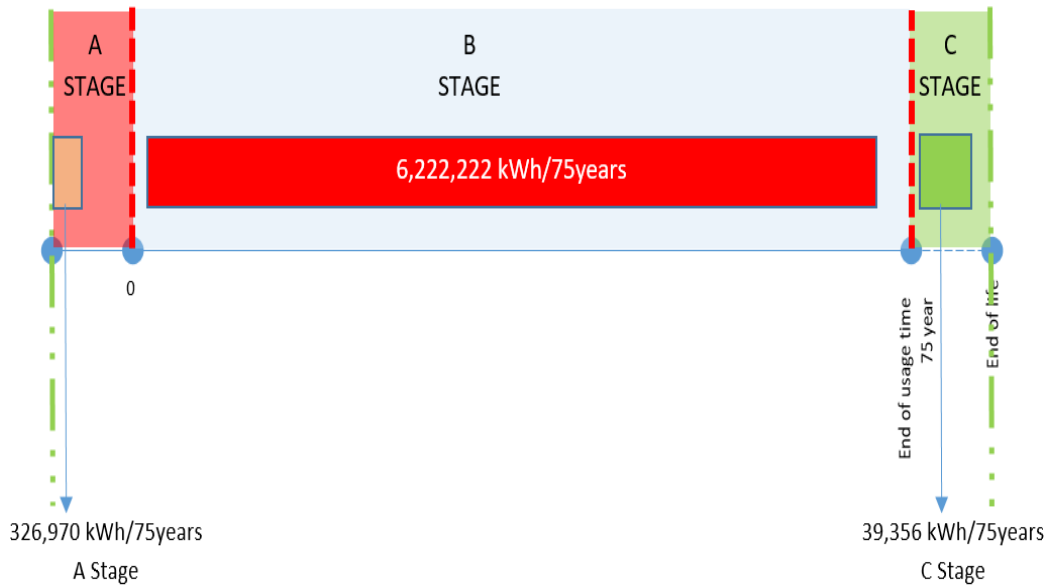 A
STAGE
B
STAGE
C
STAGE
6,222,222 kWh/75years
0
End of usage time
75 year
End of life
326,970 kWh/75years
A Stage
39,356 kWh/75years
C Stage